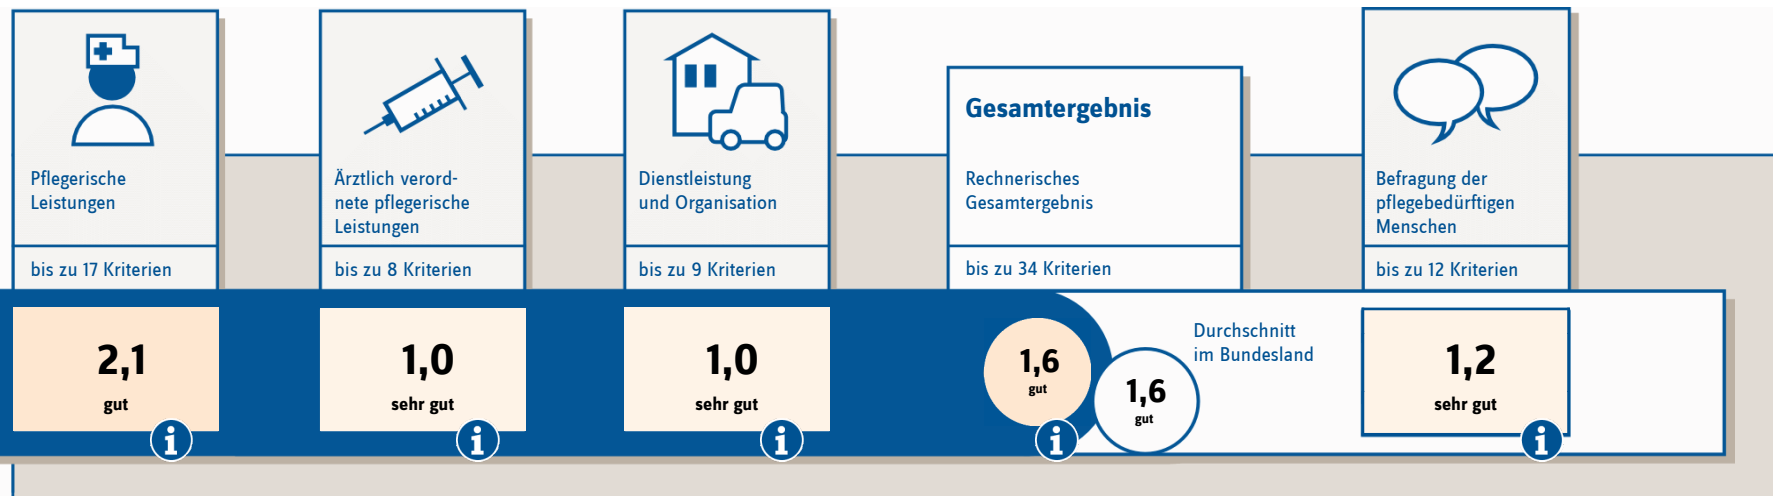 Pflegerische
Leistungen
bis zu 17 Kriterien
2,1
gut
i
Ärztlich verord-
nete pflegerische
Leistungen
bis zu 8 Kriterien
1,0
sehr gut
i
Dienstleistung
und Organisation
bis zu 9 Kriterien
1,0
sehr gut
i
Gesamtergebnis
Rechnerisches
Gesamtergebnis
bis zu 34 Kriterien
1,6
gut
i
Durchschnitt
im Bundesland
1,6
gut
Befragung der
pflegebedürftigen
Menschen
bis zu 12 Kriterien
1,2
sehr gut
i